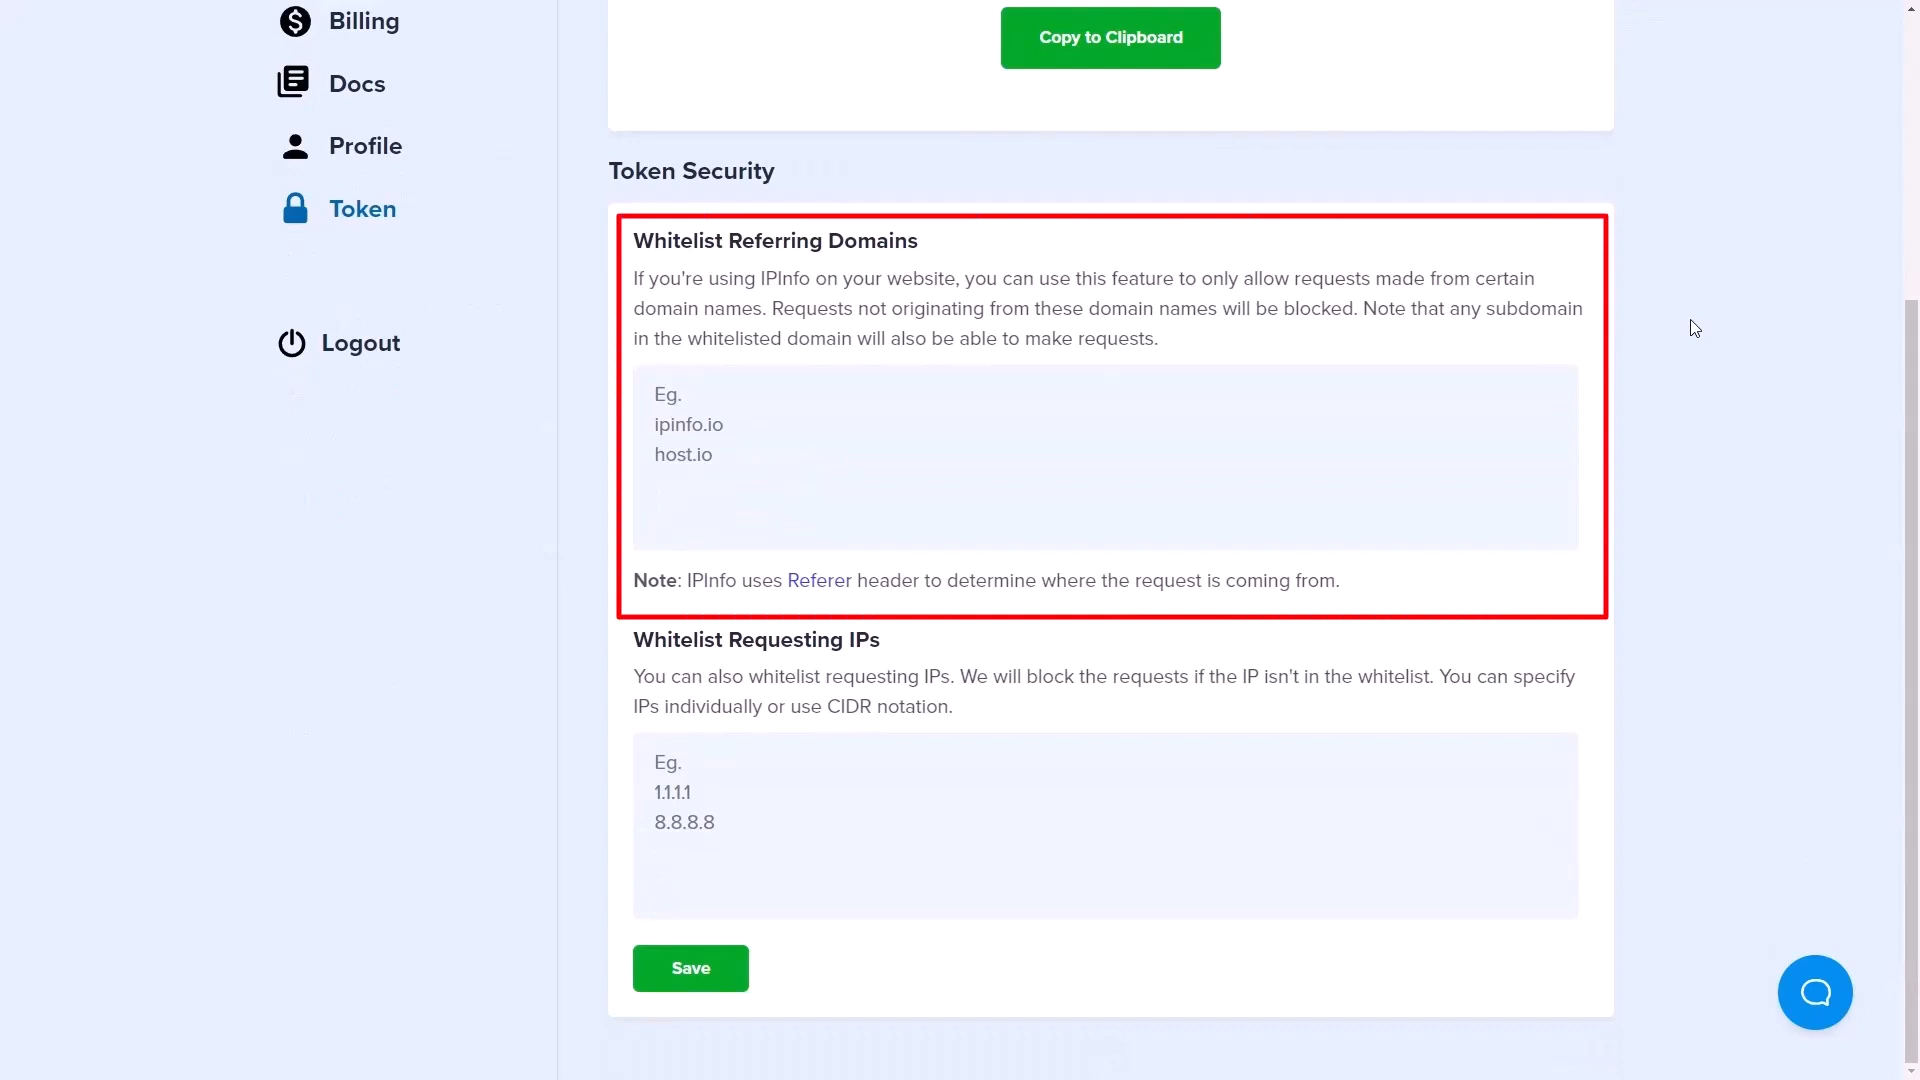 Billing
Docs
Profile
Token
Logout
Copy to Clipboard
Token Security
Whitelist Referring Domains
If you're using IPInfo on your website, you can use this feature to only allow requests made from certain
domain names. Requests not originating from these domain names will be blocked. Note that any subdomain
in the whitelisted domain will also be able to make requests.
Eg.
ipinfo.io
host.io
Note: IPInfo uses Referer header to determine where the request is coming from.
Whitelist Requesting IPs
You can also whitelist requesting IPs. We will block the requests if the IP isn't in the whitelist. You can specify
IPs individually or use CIDR notation.
Eg.
1.1.1.1
8.8.8.8
Save